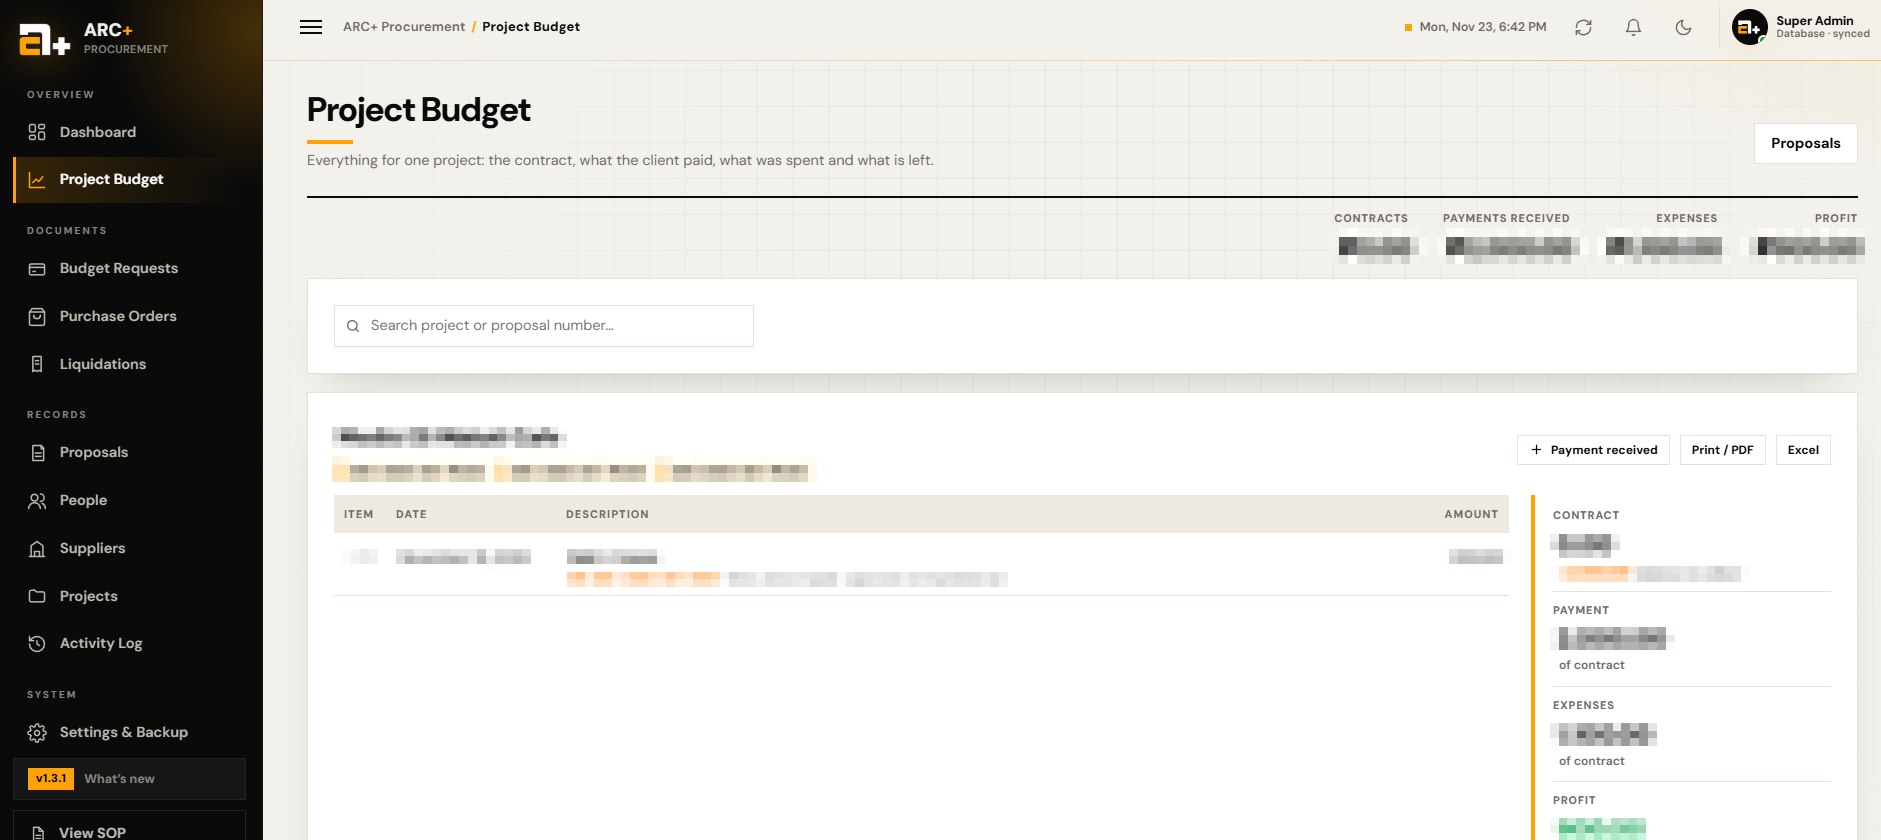 ARC+
PROCUREMENT
OVERVIEW
Dashboard
Project Budget
DOCUMENTS
Budget Requests
Purchase Orders
Liquidations
RECORDS
Proposals
People
Suppliers
Projects
Activity Log
SYSTEM
Settings & Backup
v1.3.1 What's new
View SOP
ARC+ Procurement / Project Budget
Mon, Nov 23, 6:42 PM
Super Admin
Database · synced
Project Budget
Everything for one project: the contract, what the client paid, what was spent and what is left.
Proposals
CONTRACTS PAYMENTS RECEIVED EXPENSES PROFIT
Search project or proposal number...
+ Payment received Print / PDF Excel
ITEM DATE DESCRIPTION AMOUNT
CONTRACT
PAYMENT
of contract
EXPENSES
of contract
PROFIT